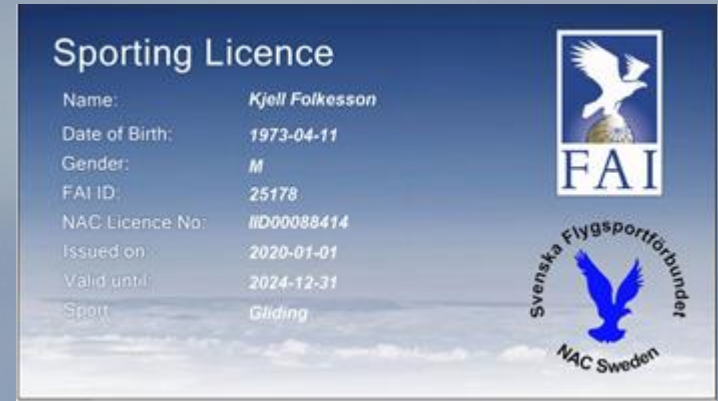 Sporting Licence
Name: Kjell Folkesson
Date of Birth: 1973-04-11
Gender: M
FAI ID: 25178
NAC Licence No: IID00088414
Issued on: 2020-01-01
Valid until: 2024-12-31
Sport: Gliding
FAI
Svenska Flygsportförbundet
NAC Sweden